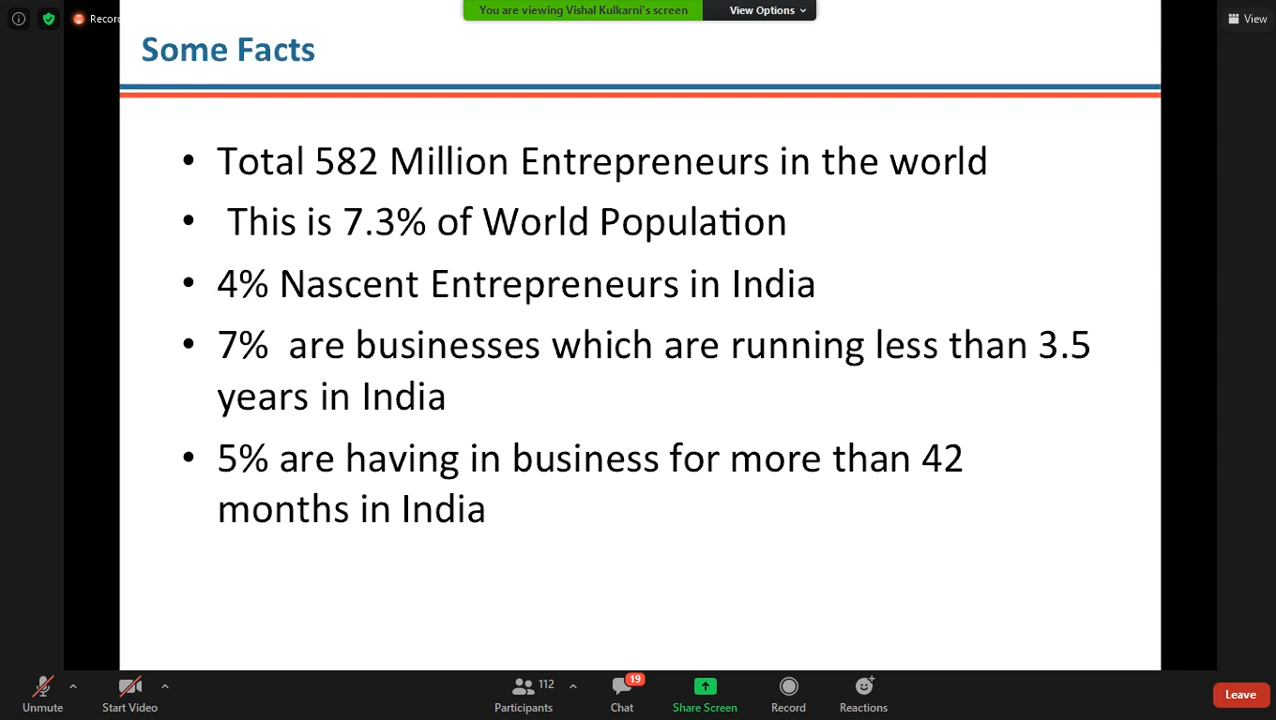 Recor
You are viewing Vishal Kulkarni's screen
View Options
View
Some Facts
• Total 582 Million Entrepreneurs in the world
• This is 7.3% of World Population
• 4% Nascent Entrepreneurs in India
• 7% are businesses which are running less than 3.5
years in India
• 5% are having in business for more than 42
months in India
Unmute
Start Video
112
Participants
19
Chat
Share Screen
Record
Reactions
Leave